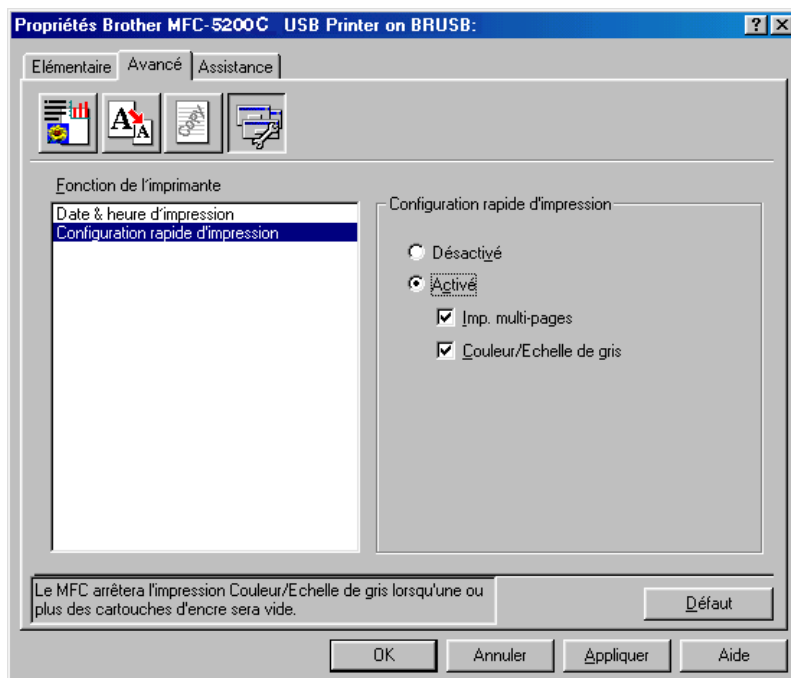 Propriétés Brother MFC-5200C USB Printer on BRUSB:
Elémentaire Avancé Assistance
A A
copy
Fonction de l'imprimante
Date & heure d'impression
Configuration rapide d'impression
Configuration rapide d'impression
Désactivé
Activé
Imp. multi-pages
Couleur/Echelle de gris
Le MFC arrêtera l'impression Couleur/Echelle de gris lorsqu'une ou
plus des cartouches d'encre sera vide.
Défaut
OK Annuler Appliquer Aide